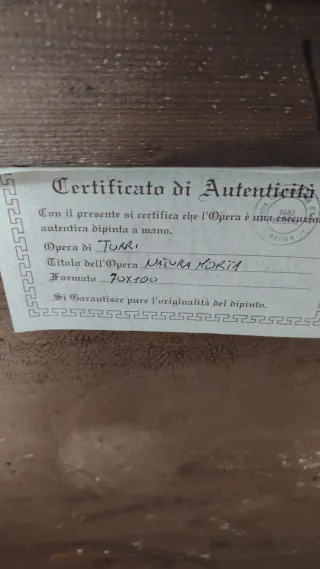 Certificato di Autenticità
Con il presente si certifica che l'Opera è una esecuzion
autentica dipinta a mano.
Opera di TURRI
Titolo dell'Opera NATURA MORTA
Formato 70X100
Si Garantisce pure l'originalità del dipinto.